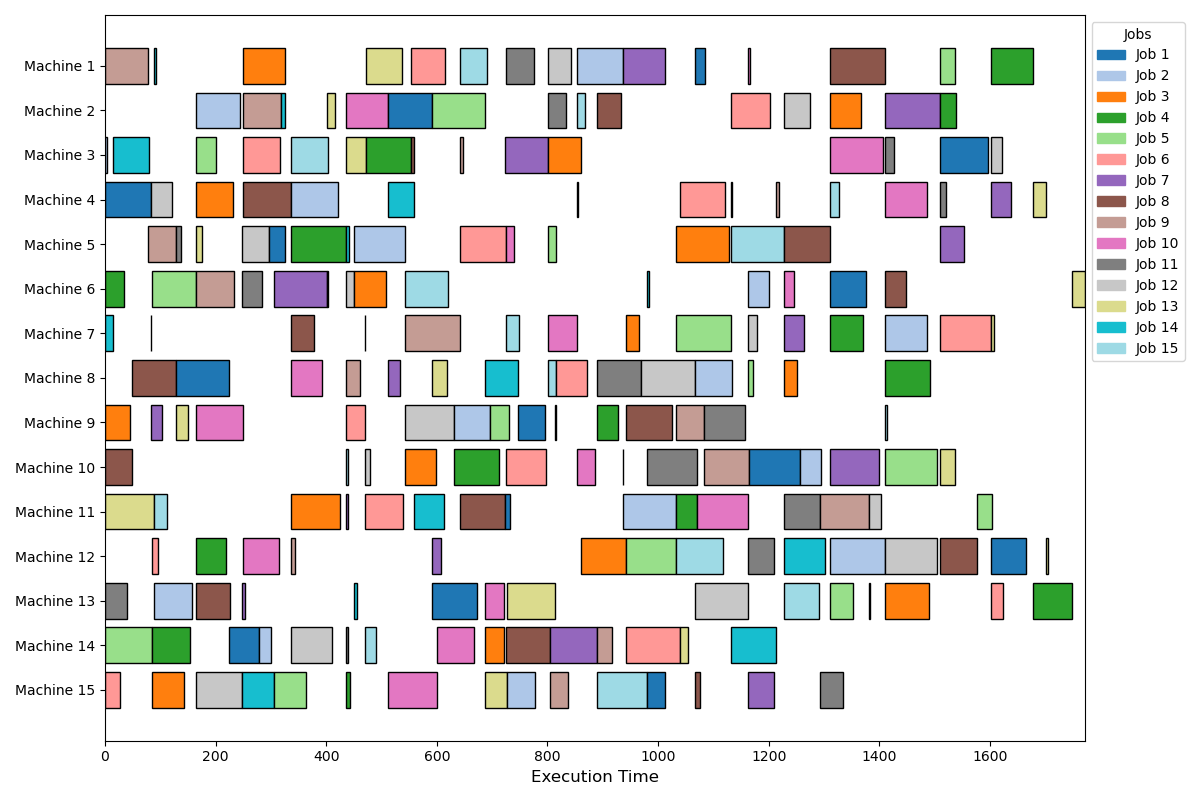 Machine 1
Machine 2
Machine 3
Machine 4
Machine 5
Machine 6
Machine 7
Machine 8
Machine 9
Machine 10
Machine 11
Machine 12
Machine 13
Machine 14
Machine 15
0 200 400 600 800 1000 1200 1400 1600
Execution Time
Jobs
Job 1
Job 2
Job 3
Job 4
Job 5
Job 6
Job 7
Job 8
Job 9
Job 10
Job 11
Job 12
Job 13
Job 14
Job 15